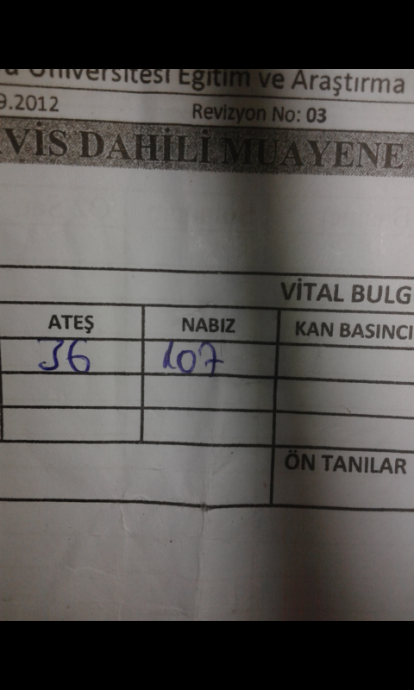 Üniversitesi Eğitim ve Araştırma
9.2012 Revizyon No: 03
VİS DAHİLİ MUAYENE
VİTAL BULG
ATEŞ NABIZ KAN BASINCI
36 107
ÖN TANILAR